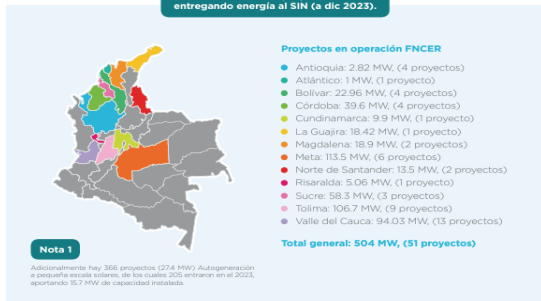 entregando energía al SIN (a dic 2023).
Proyectos en operación FNCER
Antioquia: 2.82 MW, (4 proyectos)
Atlántico: 1 MW, (1 proyecto)
Bolívar: 22.96 MW, (4 proyectos)
Córdoba: 39.6 MW, (4 proyectos)
Cundinamarca: 9.9 MW, (1 proyecto)
La Guajira: 18.42 MW, (1 proyecto)
Magdalena: 18.9 MW, (2 proyectos)
Meta: 113.5 MW, (6 proyectos)
Norte de Santander: 13.5 MW, (2 proyectos)
Risaralda: 5.06 MW, (1 proyecto)
Sucre: 58.3 MW, (3 proyectos)
Tolima: 106.7 MW, (9 proyectos)
Valle del Cauca: 94.03 MW, (13 proyectos)
Total general: 504 MW, (51 proyectos)
Nota 1
Adicionalmente hay 366 proyectos (27.4 MW) Autogeneración
a pequeña escala solares, de los cuales 205 entraron en el 2023,
aportando 15.7 MW de capacidad instalada.